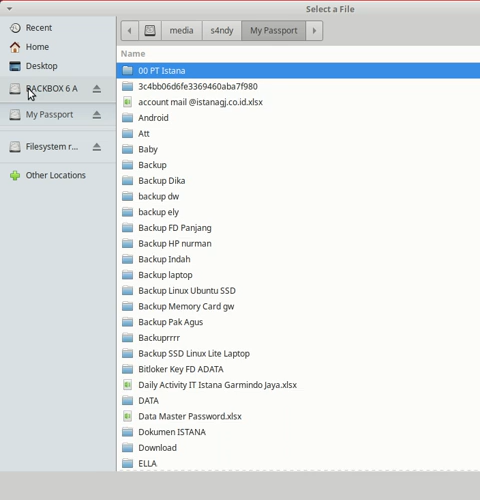 Select a File
Recent
Home
Desktop
BACKBOX 6 A
My Passport
Filesystem r...
Other Locations
media
s4ndy
My Passport
Name
00 PT Istana
3c4bb06d6fe3369460aba7f980
account mail @istanagj.co.id.xlsx
Android
Att
Baby
Backup
Backup Dika
backup dw
backup ely
Backup FD Panjang
Backup HP nurman
Backup Indah
Backup laptop
Backup Linux Ubuntu SSD
Backup Memory Card gw
Backup Pak Agus
Backuprrrr
Backup SSD Linux Lite Laptop
Bitloker Key FD ADATA
Daily Activity IT Istana Garmindo Jaya.xlsx
DATA
Data Master Password.xlsx
Dokumen ISTANA
Download
ELLA